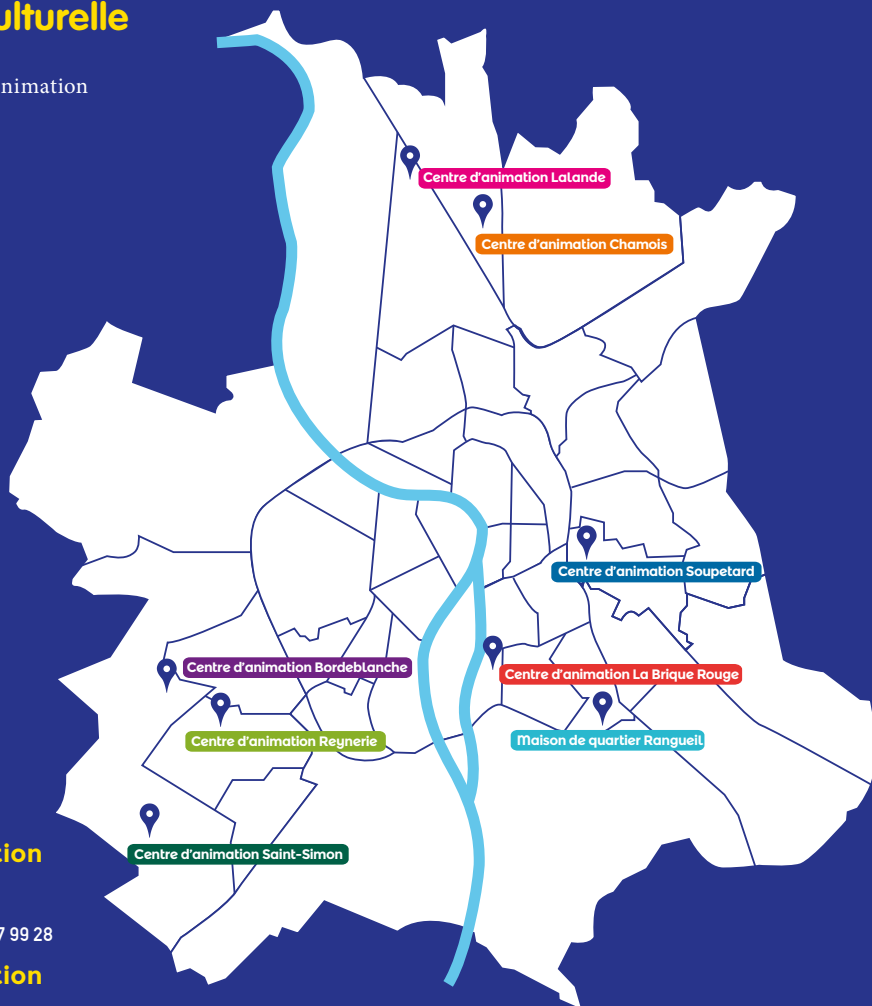 ulturelle
nimation
Centre d'animation Lalande
Centre d'animation Chamois
Centre d'animation Soupetard
Centre d'animation Bordeblanche
Centre d'animation La Brique Rouge
Centre d'animation Reynerie
Maison de quartier Rangueil
Centre d'animation Saint-Simon
tion
7 99 28
tion